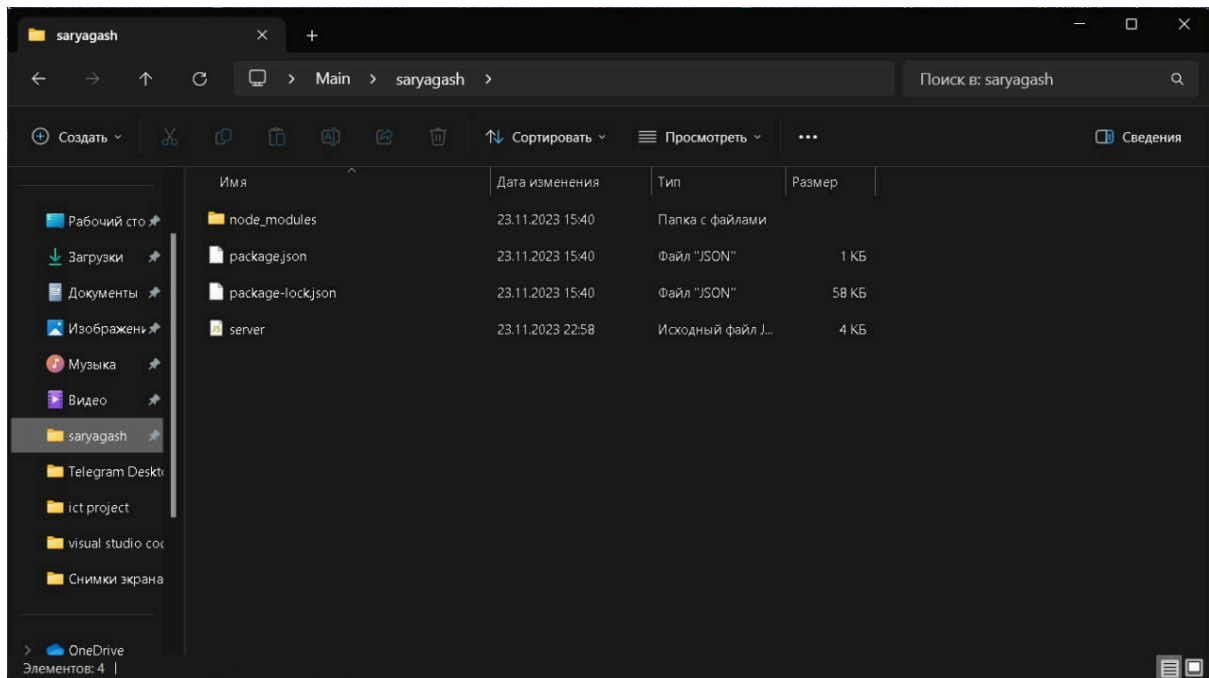 saryagash
Main > saryagash >
Поиск в: saryagash
Создать
Сортировать
Просмотреть
Сведения
Имя Дата изменения Тип Размер
node_modules 23.11.2023 15:40 Папка с файлами
package.json 23.11.2023 15:40 Файл "JSON" 1 КБ
package-lock.json 23.11.2023 15:40 Файл "JSON" 58 КБ
server 23.11.2023 22:58 Исходный файл J... 4 КБ
Рабочий сто
Загрузки
Документы
Изображени
Музыка
Видео
saryagash
Telegram Deskto
ict project
visual studio cod
Снимки экрана
OneDrive
Элементов: 4